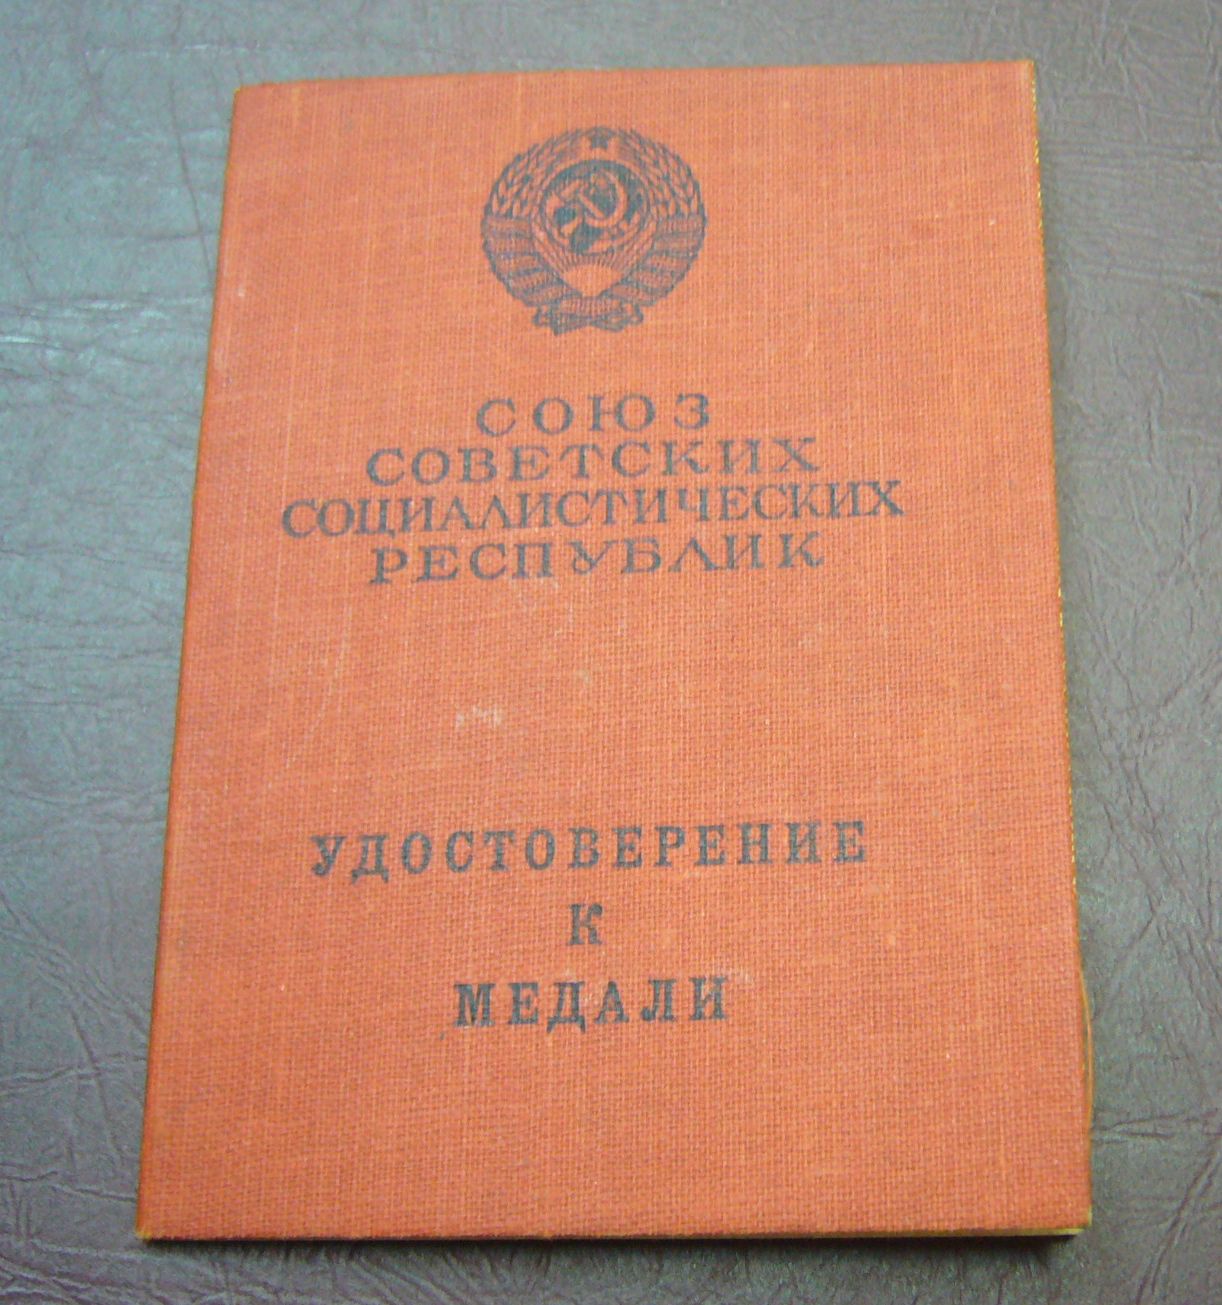 СОЮЗ
СОВЕТСКИХ
СОЦИАЛИСТИЧЕСКИХ
РЕСПУБЛИК
УДОСТОВЕРЕНИЕ
К
МЕДАЛИ